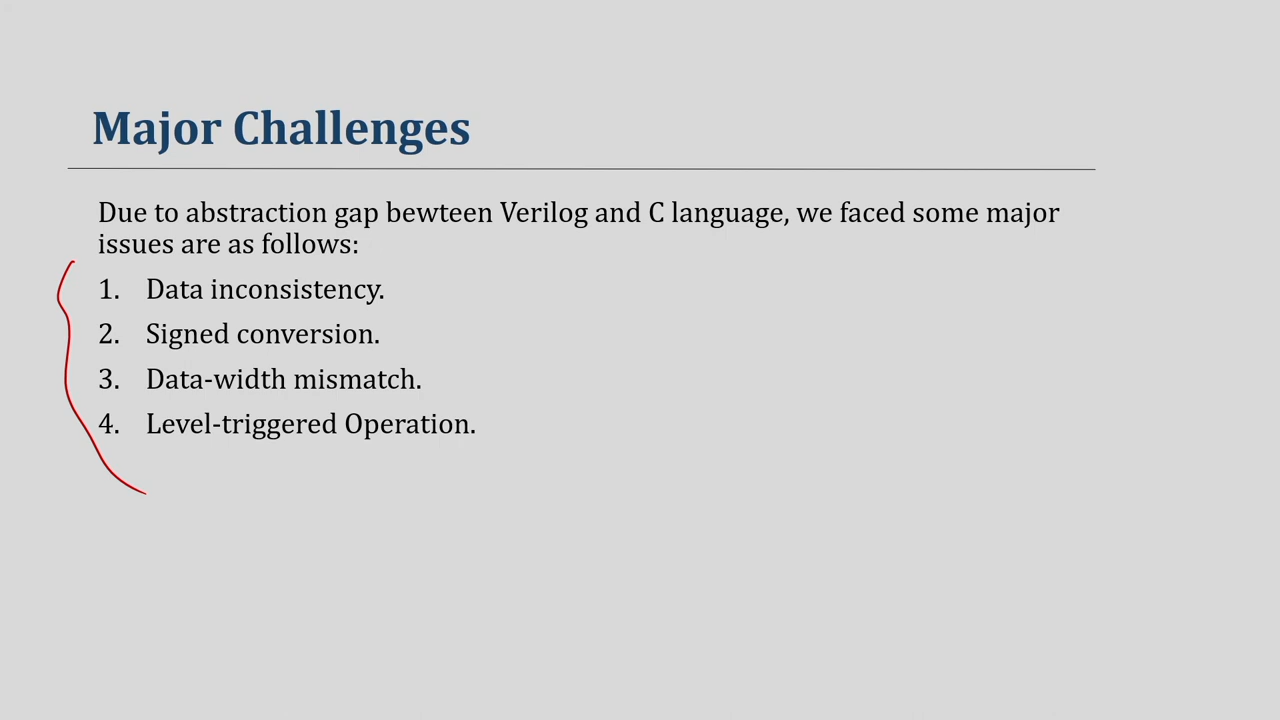 Major Challenges
Due to abstraction gap bewteen Verilog and C language, we faced some major
issues are as follows:
1. Data inconsistency.
2. Signed conversion.
3. Data-width mismatch.
4. Level-triggered Operation.